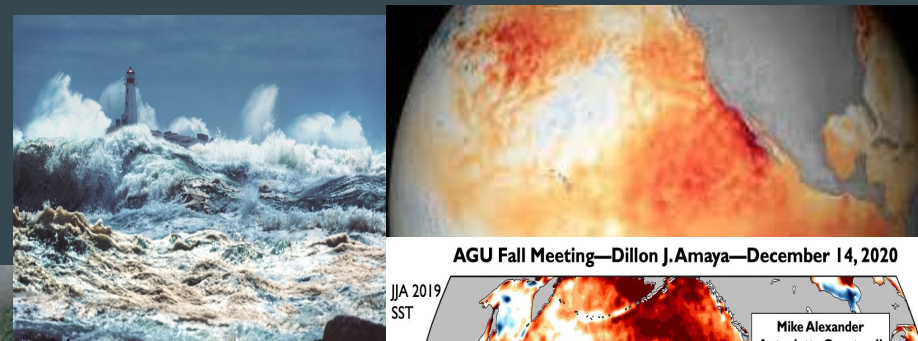 AGU Fall Meeting—Dillon J. Amaya—December 14, 2020
JJA 2019
SST
Mike Alexander